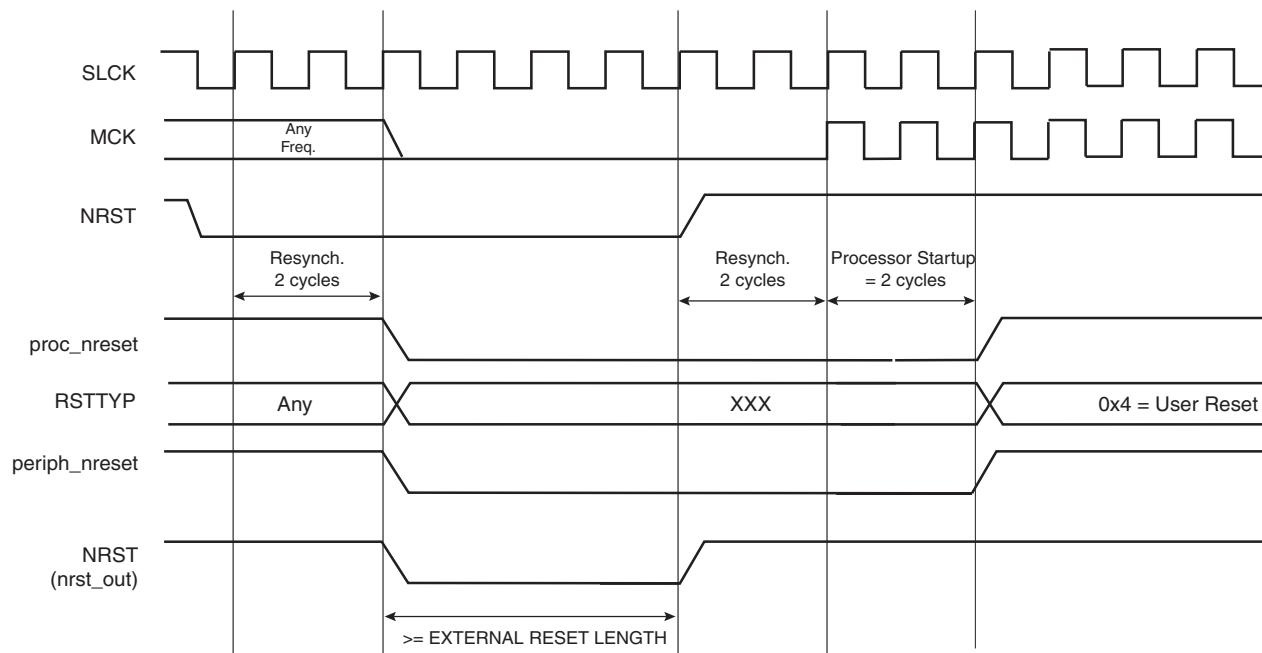 SLCK
MCK
Any
Freq.
NRST
Resynch.
2 cycles
Resynch.
2 cycles
Processor Startup
= 2 cycles
proc_nreset
RSTTYP
Any
XXX
0x4 = User Reset
periph_nreset
NRST
(nrst_out)
>= EXTERNAL RESET LENGTH